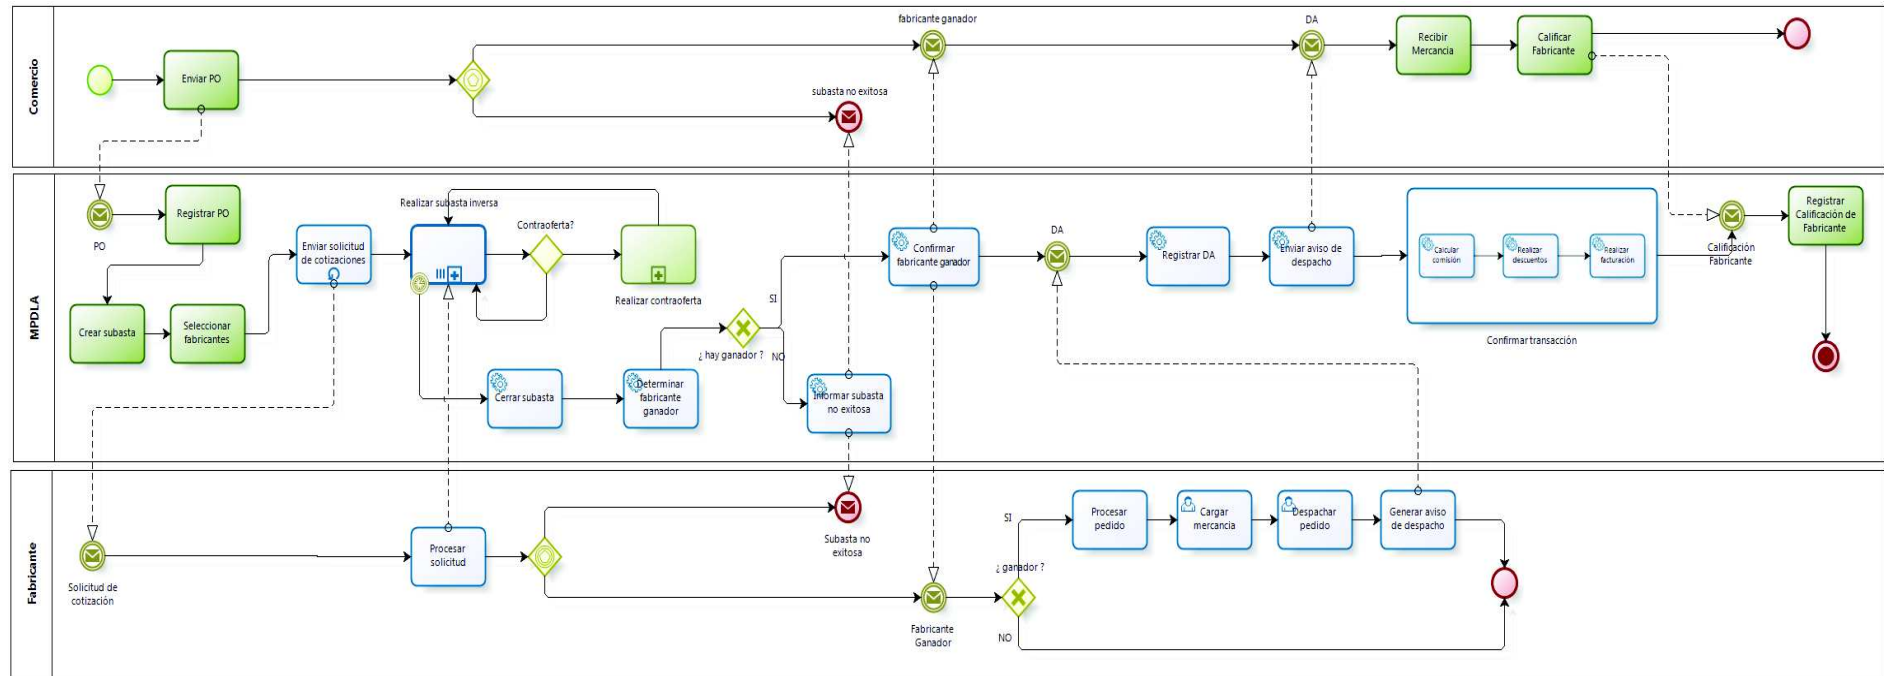 Comercio
Enviar PO
fabricante ganador
subasta no exitosa
DA
Recibir
Mercancia
Calificar
Fabricante
MPDLA
PO
Registrar PO
Crear subasta
Seleccionar
fabricantes
Enviar solicitud
de cotizaciones
Realizar subasta inversa
Contraoferta?
Realizar contraoferta
Cerrar subasta
Determinar
fabricante
ganador
¿ hay ganador ?
SI
NO
Confirmar
fabricante ganador
Informar subasta
no exitosa
DA
Registrar DA
Enviar aviso de
despacho
Calcular
comisión
Realizar
descuentos
Realizar
facturación
Confirmar transacción
Calificación
Fabricante
Registrar
Calificación de
Fabricante
Fabricante
Solicitud de
cotización
Procesar
solicitud
Subasta no
exitosa
Fabricante
Ganador
¿ ganador ?
SI
NO
Procesar
pedido
Cargar
mercancia
Despachar
pedido
Generar aviso
de despacho